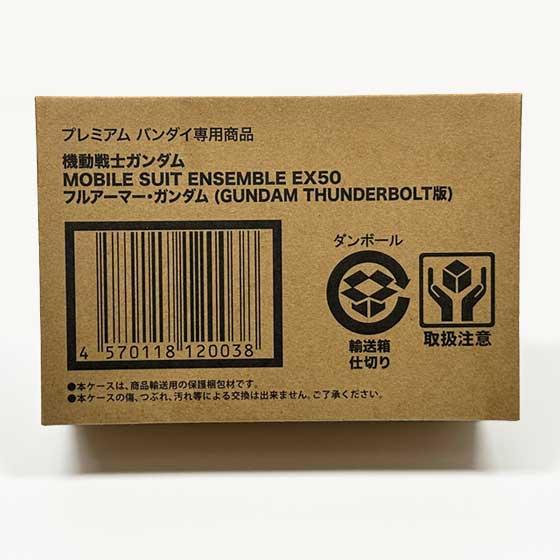 プレミアム バンダイ専用商品
機動戦士ガンダム
MOBILE SUIT ENSEMBLE EX50
フルアーマー・ガンダム (GUNDAM THUNDERBOLT版)
4 570118 120038
ダンボール
輸送箱
仕切り
取扱注意
●本ケースは、商品輸送用の保護梱包材です。
●本ケースの傷、つぶれ、汚れ等による交換は出来ません。ご了承ください。